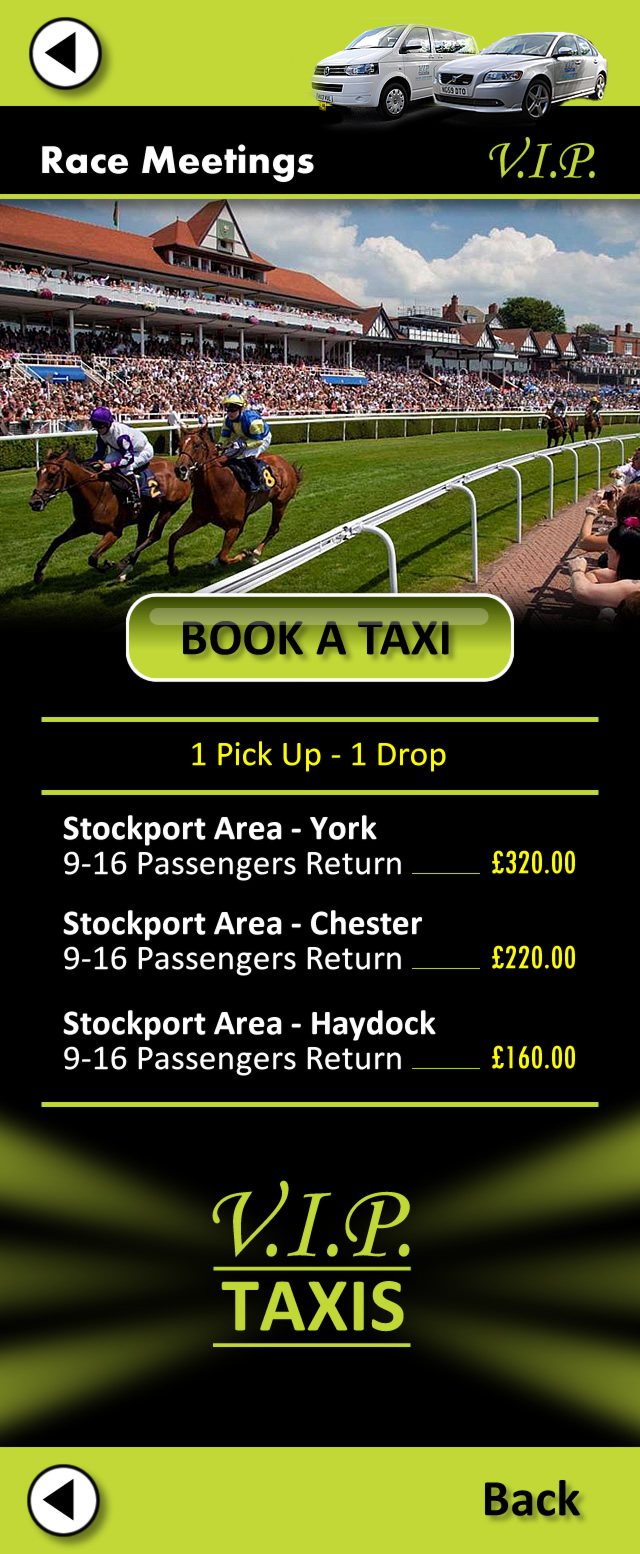 Race Meetings
V.I.P.
2
8
BOOK A TAXI
1 Pick Up - 1 Drop
Stockport Area - York
9-16 Passengers Return £320.00
Stockport Area - Chester
9-16 Passengers Return £220.00
Stockport Area - Haydock
9-16 Passengers Return £160.00
V.I.P.
TAXIS
Back